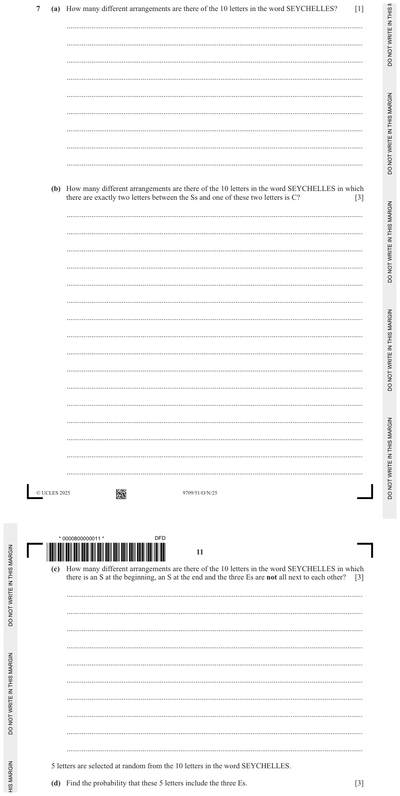 7 (a) How many different arrangements are there of the 10 letters in the word SEYCHELLES? [1]
DO NOT WRITE IN THIS MARGIN
DO NOT WRITE IN THIS MARGIN
(b) How many different arrangements are there of the 10 letters in the word SEYCHELLES in which
there are exactly two letters between the Ss and one of these two letters is C? [3]
DO NOT WRITE IN THIS MARGIN
DO NOT WRITE IN THIS MARGIN
DO NOT WRITE IN THIS MARGIN
© UCLES 2025 9709/51/O/N/25
* 0000800000011 * DFD
11
DO NOT WRITE IN THIS MARGIN
(c) How many different arrangements are there of the 10 letters in the word SEYCHELLES in which
there is an S at the beginning, an S at the end and the three Es are not all next to each other? [3]
DO NOT WRITE IN THIS MARGIN
5 letters are selected at random from the 10 letters in the word SEYCHELLES.
HIS MARGIN
(d) Find the probability that these 5 letters include the three Es. [3]